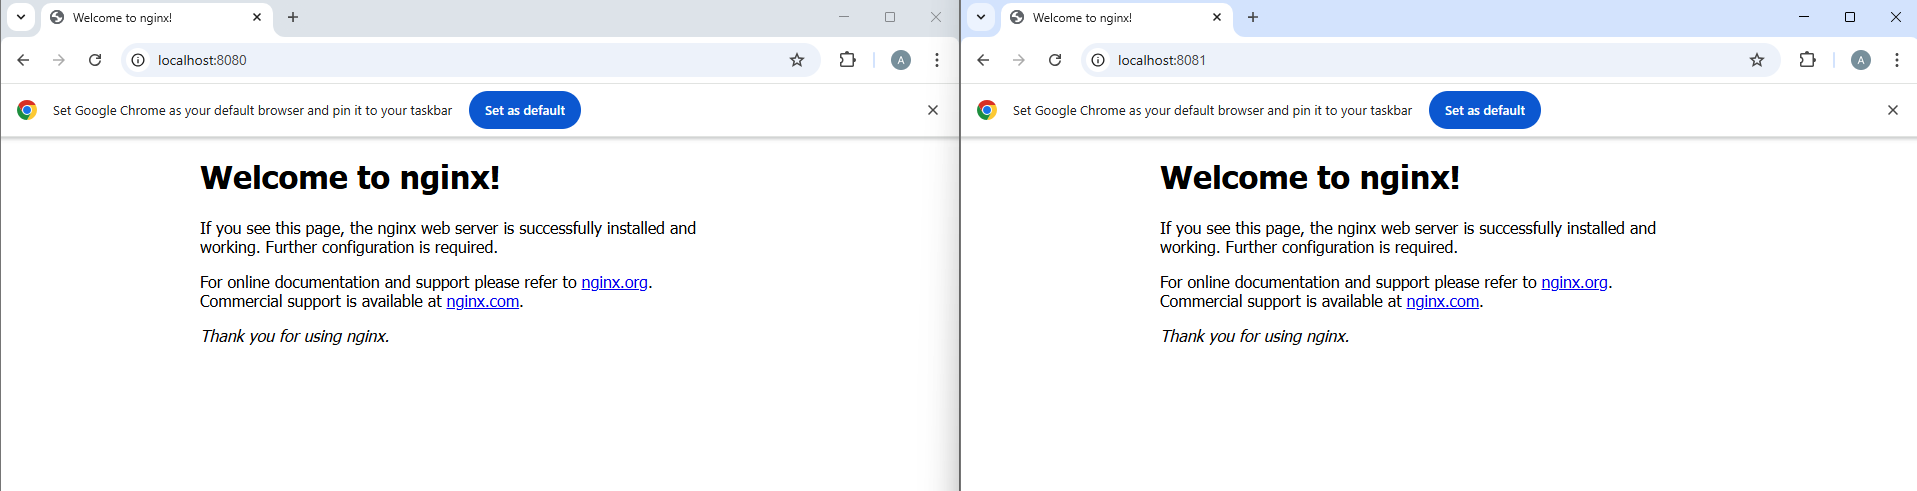 Welcome to nginx!
localhost:8080
A
Set Google Chrome as your default browser and pin it to your taskbar Set as default
Welcome to nginx!
If you see this page, the nginx web server is successfully installed and
working. Further configuration is required.
For online documentation and support please refer to nginx.org.
Commercial support is available at nginx.com.
Thank you for using nginx.
Welcome to nginx!
localhost:8081
A
Set Google Chrome as your default browser and pin it to your taskbar Set as default
Welcome to nginx!
If you see this page, the nginx web server is successfully installed and
working. Further configuration is required.
For online documentation and support please refer to nginx.org.
Commercial support is available at nginx.com.
Thank you for using nginx.